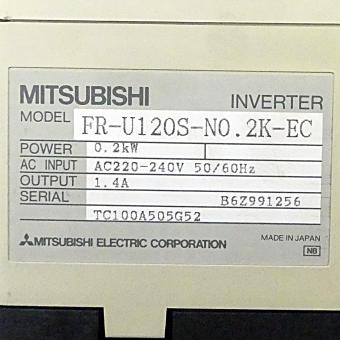 MITSUBISHI INVERTER
MODEL FR-U120S-N0.2K-EC
POWER 0.2kW
AC INPUT AC220-240V 50/60Hz
OUTPUT 1.4A
SERIAL B6Z991256
TC100A505G52
MITSUBISHI ELECTRIC CORPORATION MADE IN JAPAN
NB